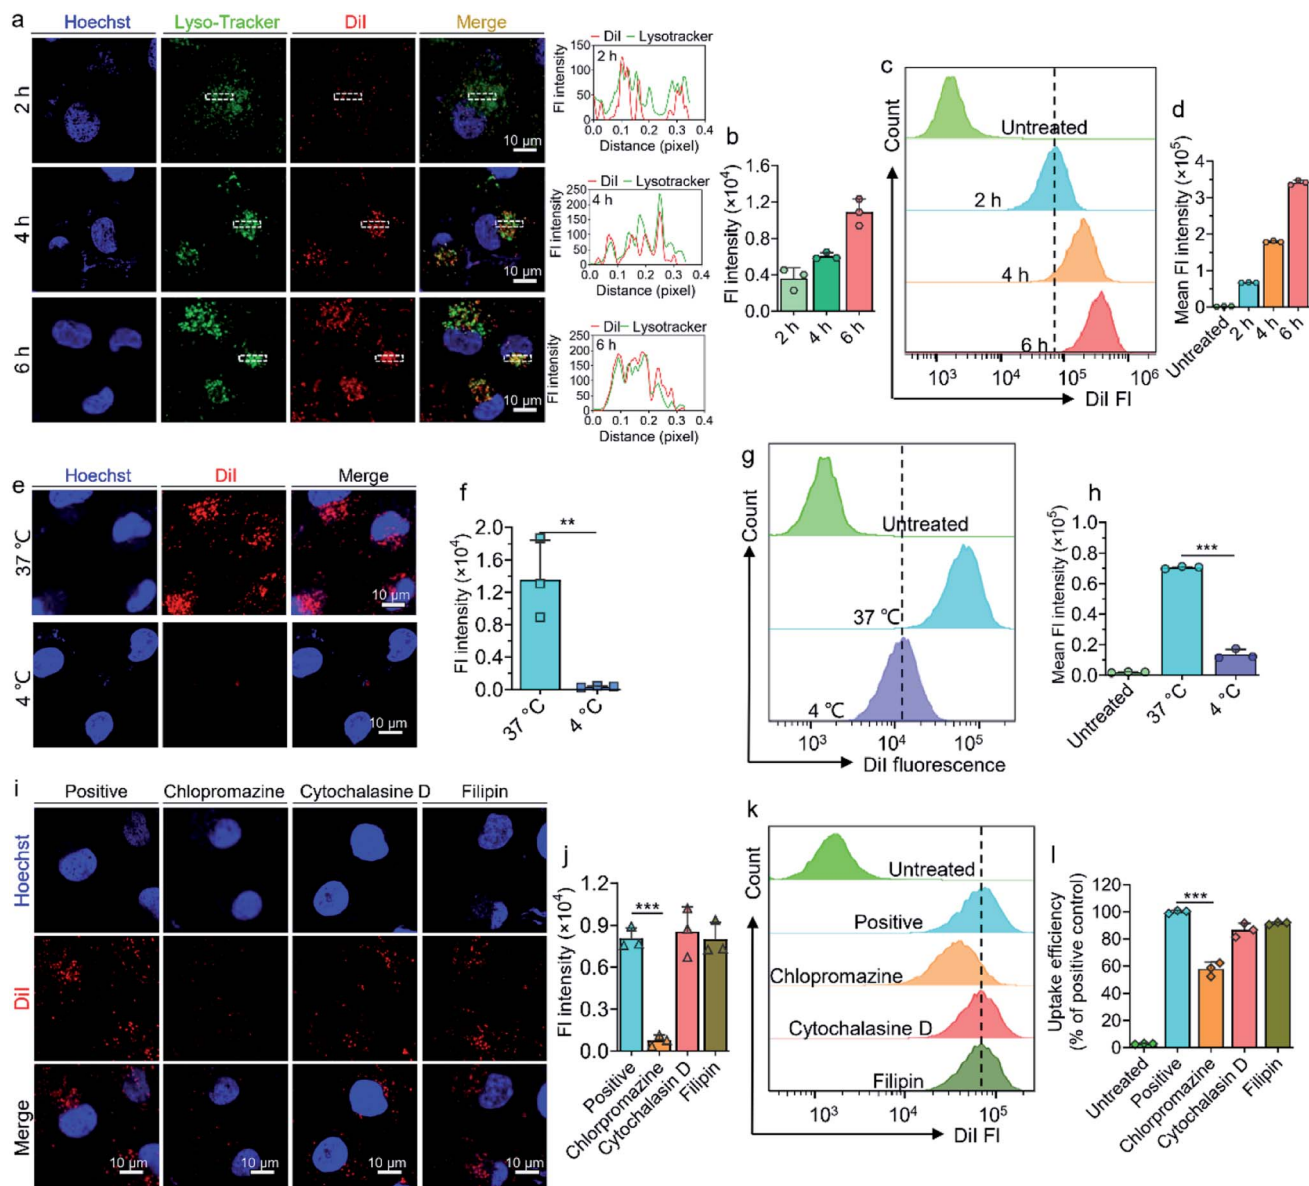 a
Hoechst
Lyso-Tracker
DiI
Merge
2 h
10 µm
4 h
10 µm
6 h
10 µm
DiI Lysotracker
2 h
FI intensity
150
100
50
0
0.0 0.1 0.2 0.3 0.4
Distance (pixel)
DiI Lysotracker
4 h
FI intensity
250
200
150
100
50
0
0.0 0.1 0.2 0.3 0.4
Distance (pixel)
DiI Lysotracker
6 h
FI intensity
250
200
150
100
50
0
0.0 0.1 0.2 0.3 0.4
Distance (pixel)
b
FI intensity (×10⁴)
1.6
1.2
0.8
0.4
0.0
2 h
4 h
6 h
c
Count
Untreated
2 h
4 h
6 h
10³ 10⁴ 10⁵ 10⁶
DiI FI
d
Mean FI intensity (×10⁵)
4
3
2
1
0
Untreated
2 h
4 h
6 h
e
Hoechst
DiI
Merge
37 ℃
10 µm
4 ℃
10 µm
f
FI intensity (×10⁴)
2.0
1.6
1.2
0.8
0.4
0.0
**
37 °C
4 °C
g
Count
Untreated
37 ℃
4 ℃
10³ 10⁴ 10⁵
DiI fluorescence
h
Mean FI intensity (×10⁵)
1.0
0.8
0.6
0.4
0.2
0.0
***
Untreated
37 °C
4 °C
i
Positive
Chlopromazine
Cytochalasine D
Filipin
Hoechst
DiI
Merge
10 µm
10 µm
10 µm
10 µm
j
FI intensity (×10⁴)
1.2
0.9
0.6
0.3
0.0
***
Positive
Chlorpromazine
Cytochalasin D
Filipin
k
Count
Untreated
Positive
Chlopromazine
Cytochalasine D
Filipin
10³ 10⁴ 10⁵
DiI FI
l
Uptake efficiency
(% of positive control)
120
100
80
60
40
20
0
***
Untreated
Positive
Chlorpromazine
Cytochalasin D
Filipin